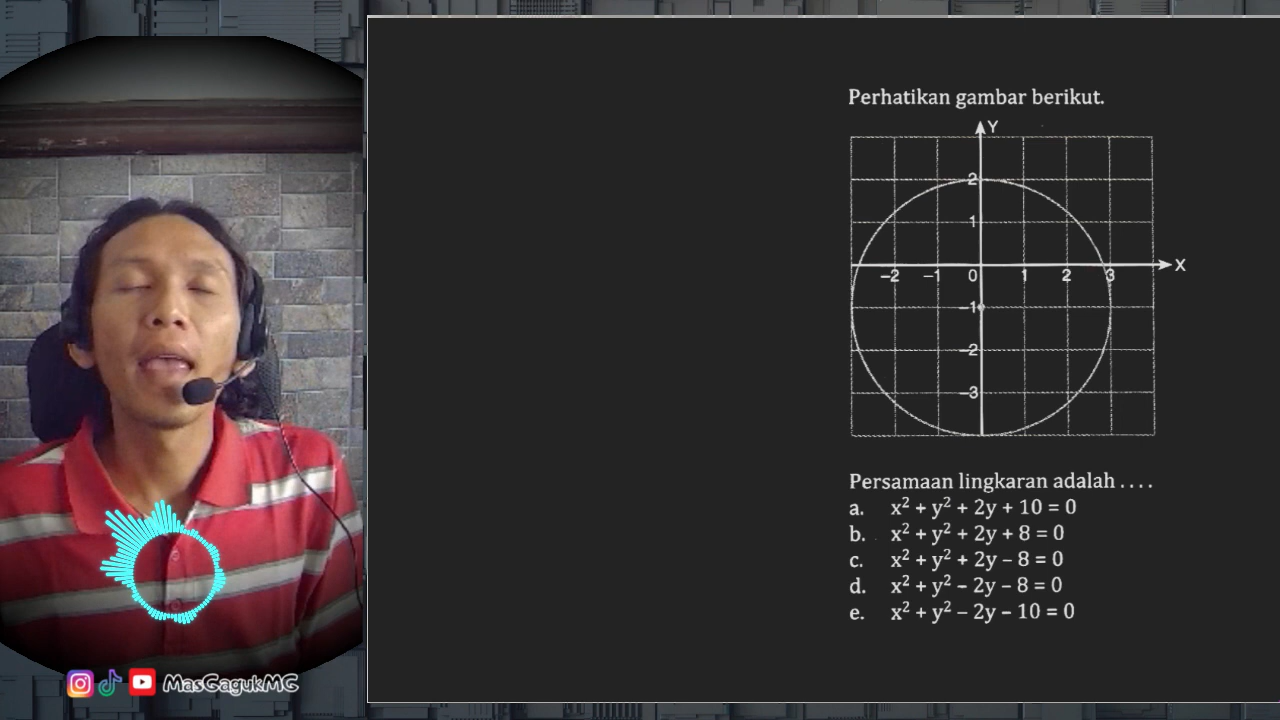 Perhatikan gambar berikut.
Y
2
1
–2 –1 0 1 2 3 X
–1
–2
–3
Persamaan lingkaran adalah . . . .
a. x² + y² + 2y + 10 = 0
b. x² + y² + 2y + 8 = 0
c. x² + y² + 2y – 8 = 0
d. x² + y² – 2y – 8 = 0
e. x² + y² – 2y – 10 = 0
MasGagukMG